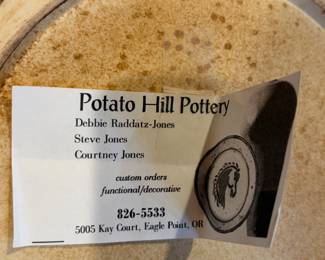 Potato Hill Pottery
Debbie Raddatz-Jones
Steve Jones
Courtney Jones
custom orders
functional/decorative
826-5533
5005 Kay Court, Eagle Point, OR